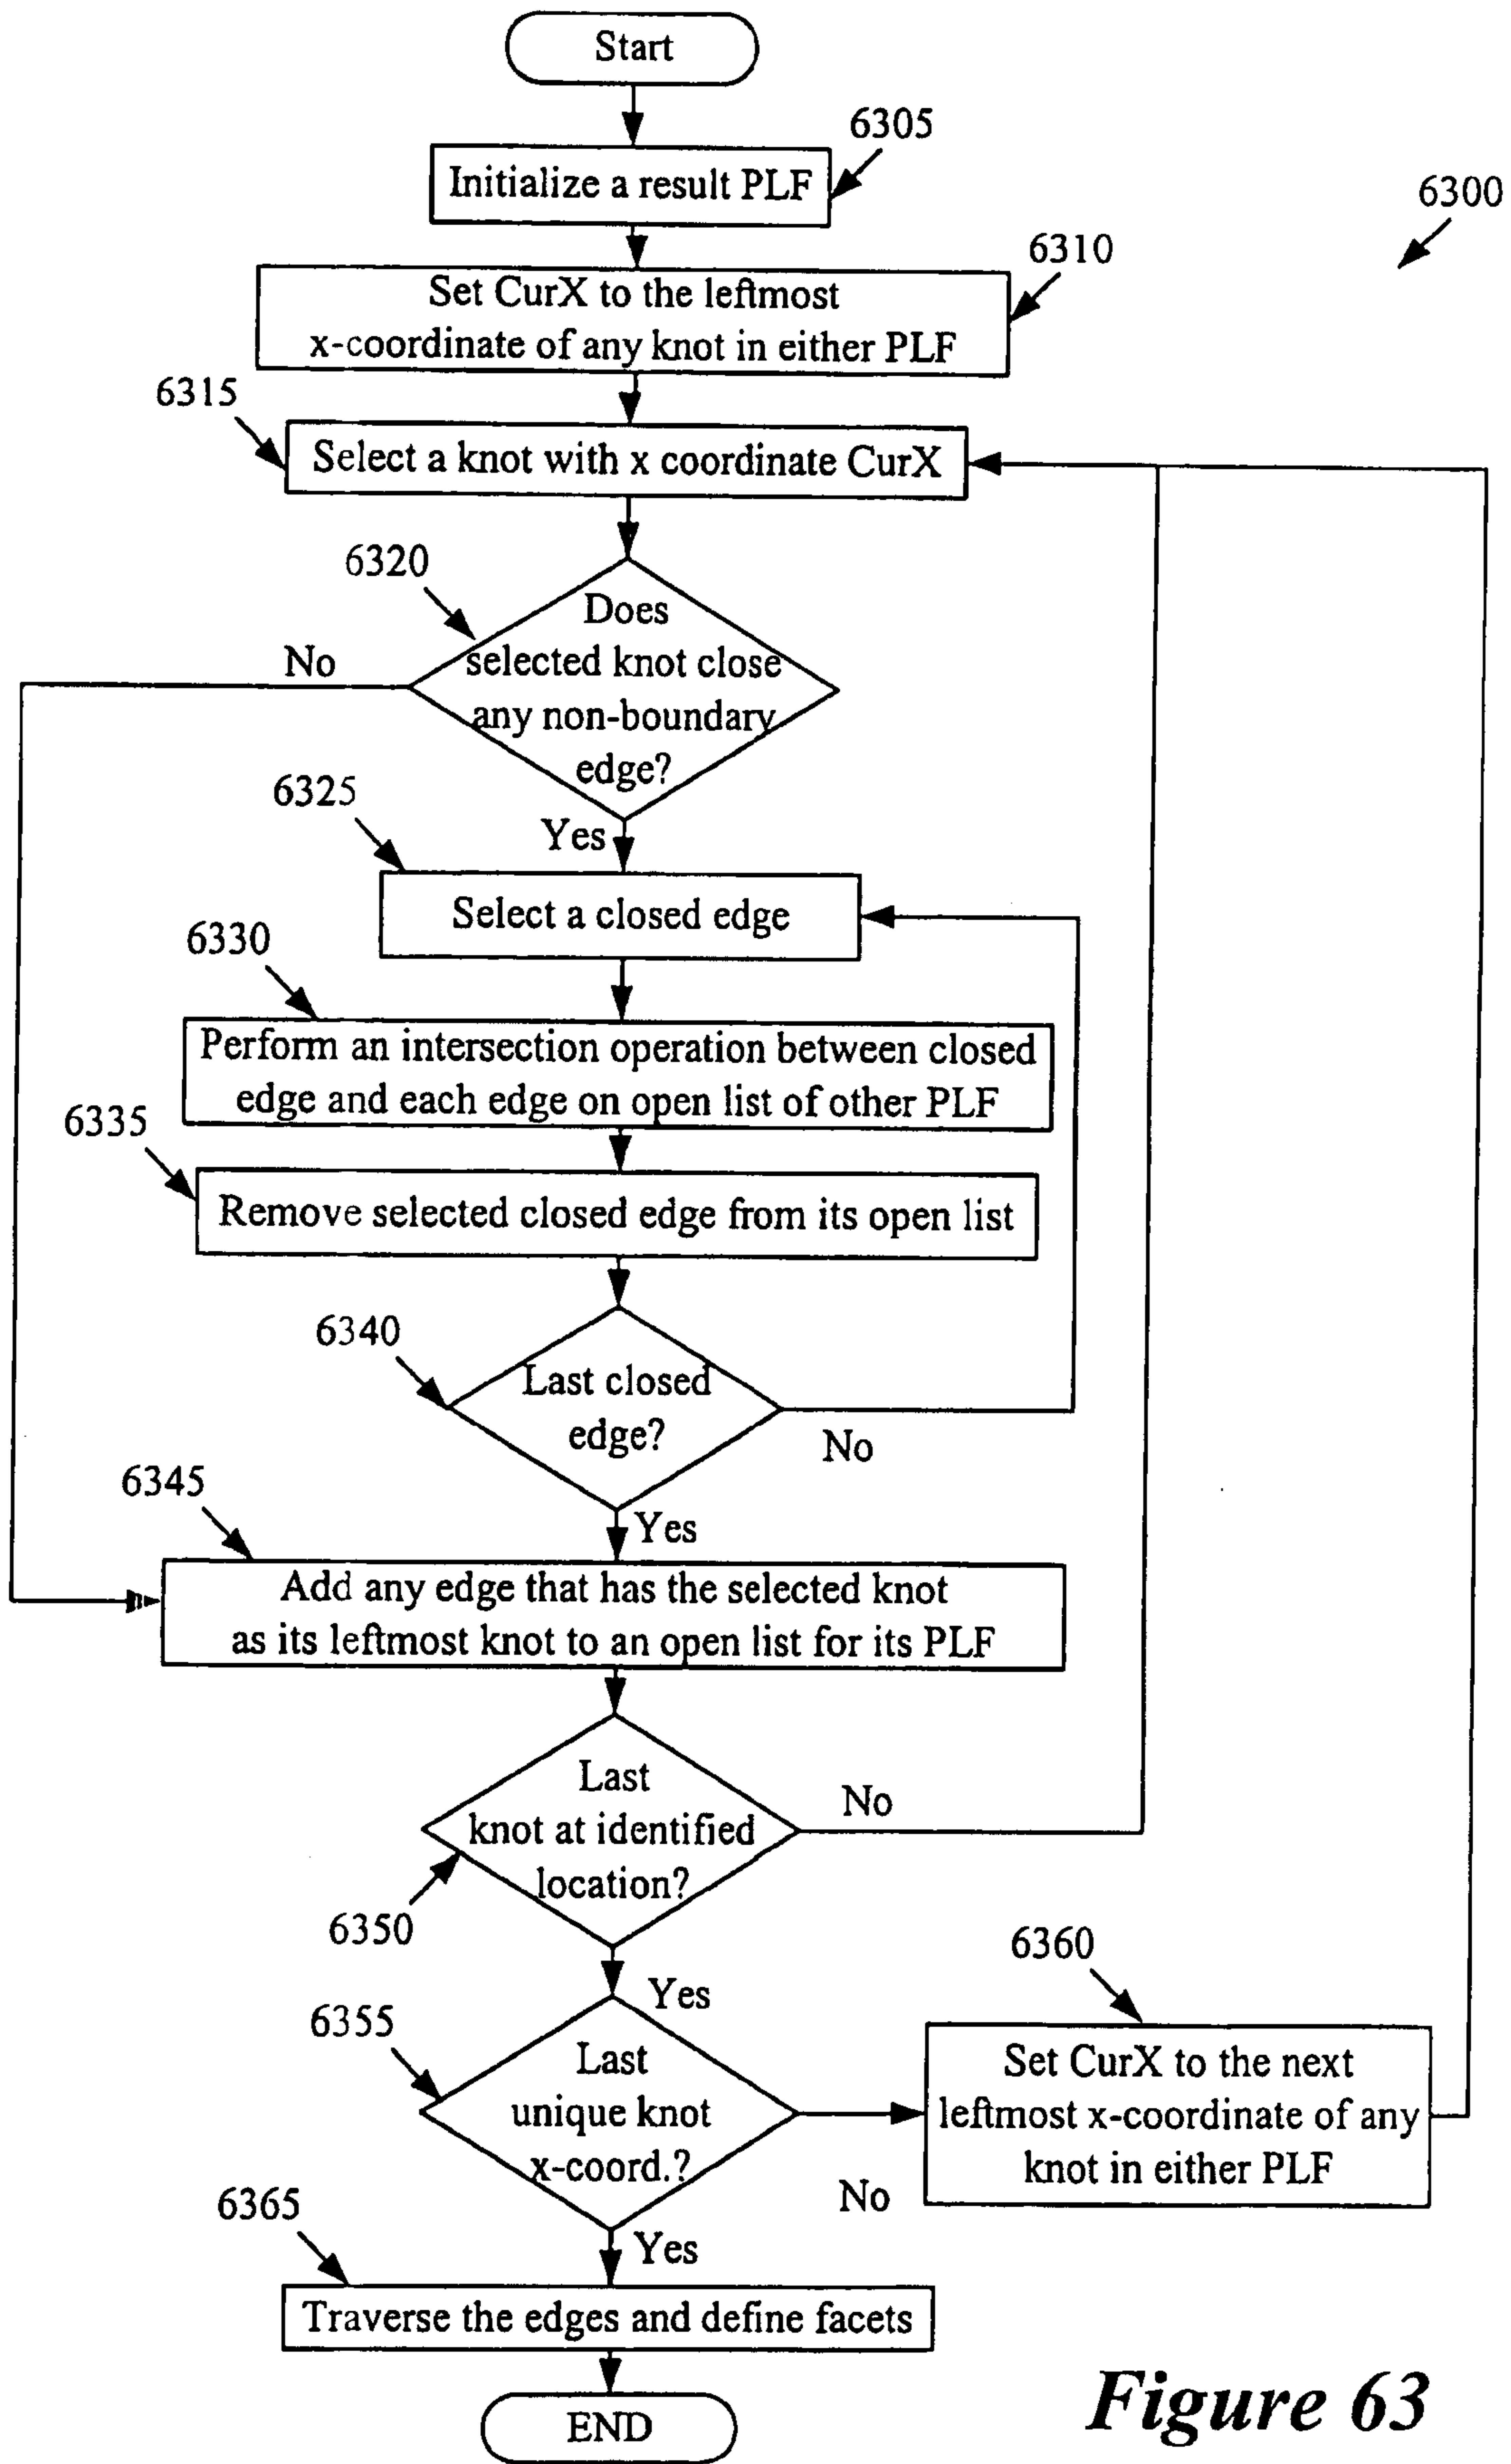 Start
6305
Initialize a result PLF
6300
6310
Set CurX to the leftmost
x-coordinate of any knot in either PLF
6315
Select a knot with x coordinate CurX
6320
Does
selected knot close
any non-boundary
edge?
No
6325
Yes
Select a closed edge
6330
Perform an intersection operation between closed
edge and each edge on open list of other PLF
6335
Remove selected closed edge from its open list
6340
Last closed
edge?
No
6345
Yes
Add any edge that has the selected knot
as its leftmost knot to an open list for its PLF
Last
knot at identified
location?
No
6350
6360
Yes
6355
Last
unique knot
x-coord.?
Set CurX to the next
leftmost x-coordinate of any
knot in either PLF
No
6365
Yes
Traverse the edges and define facets
END
Figure 63